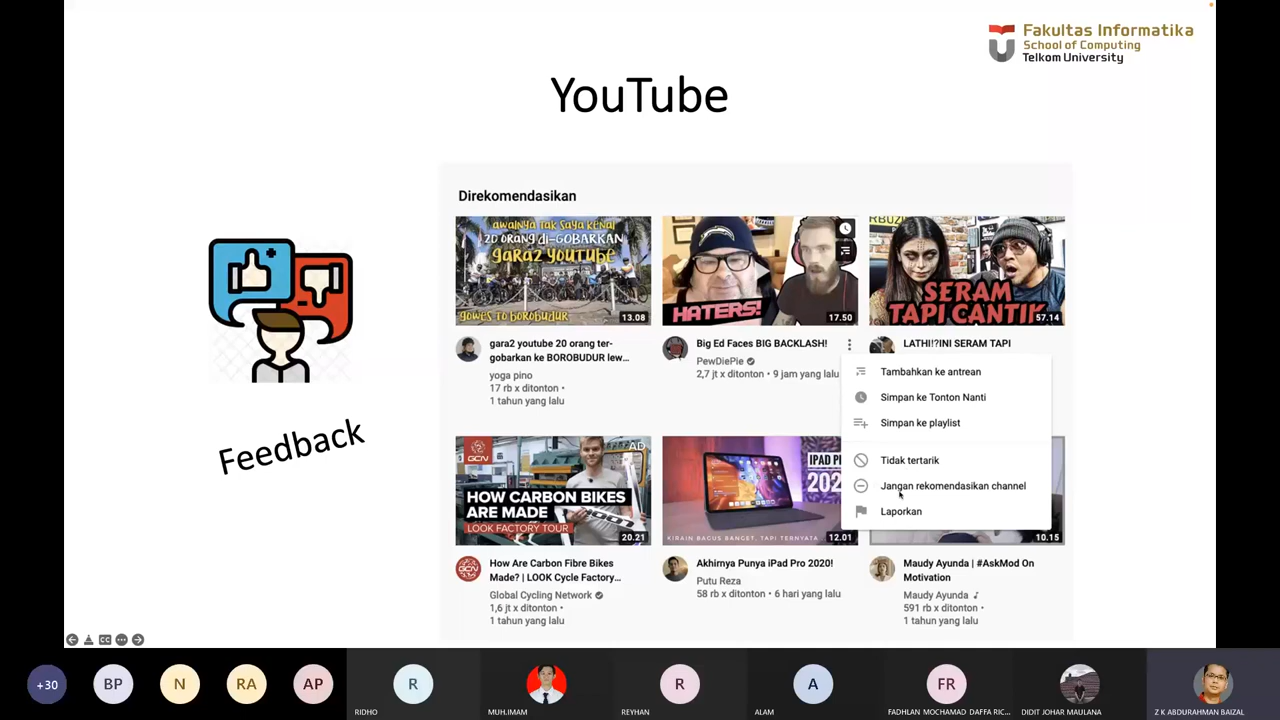 Fakultas Informatika
School of Computing
Telkom University
YouTube
Feedback
Direkomendasikan
awalnya tak saya kenal
20 orang di-GOBARKAN
gara2 YOUTUBE
GOWES TO BOROBUDUR
13.08
HATERS!
17.50
SERAM
TAPI CANTIK
57.14
gara2 youtube 20 orang ter-
gobarkan ke BOROBUDUR lew...
yoga pino
17 rb x ditonton •
1 tahun yang lalu
Big Ed Faces BIG BACKLASH!
PewDiePie
2,7 jt x ditonton • 9 jam yang lalu
LATHI!?INI SERAM TAPI
Tambahkan ke antrean
Simpan ke Tonton Nanti
Simpan ke playlist
Tidak tertarik
Jangan rekomendasikan channel
Laporkan
GCN
AD
HOW CARBON BIKES
ARE MADE
LOOK FACTORY TOUR
20.21
KIRAIN BAGUS BANGET, TAPI TERNYATA
12.01
10.15
How Are Carbon Fibre Bikes
Made? | LOOK Cycle Factory...
Global Cycling Network
1,6 jt x ditonton •
1 tahun yang lalu
Akhirnya Punya iPad Pro 2020!
Putu Reza
58 rb x ditonton • 6 hari yang lalu
Maudy Ayunda | #AskMod On
Motivation
Maudy Ayunda
591 rb x ditonton •
1 tahun yang lalu
CC
+30
BP
N
RA
AP
R
RIDHO
MUH.IMAM
R
REYHAN
A
ALAM
FR
FADHLAN MOCHAMAD DAFFA RIC...
DIDIT JOHAR MAULANA
Z K ABDURAHMAN BAIZAL